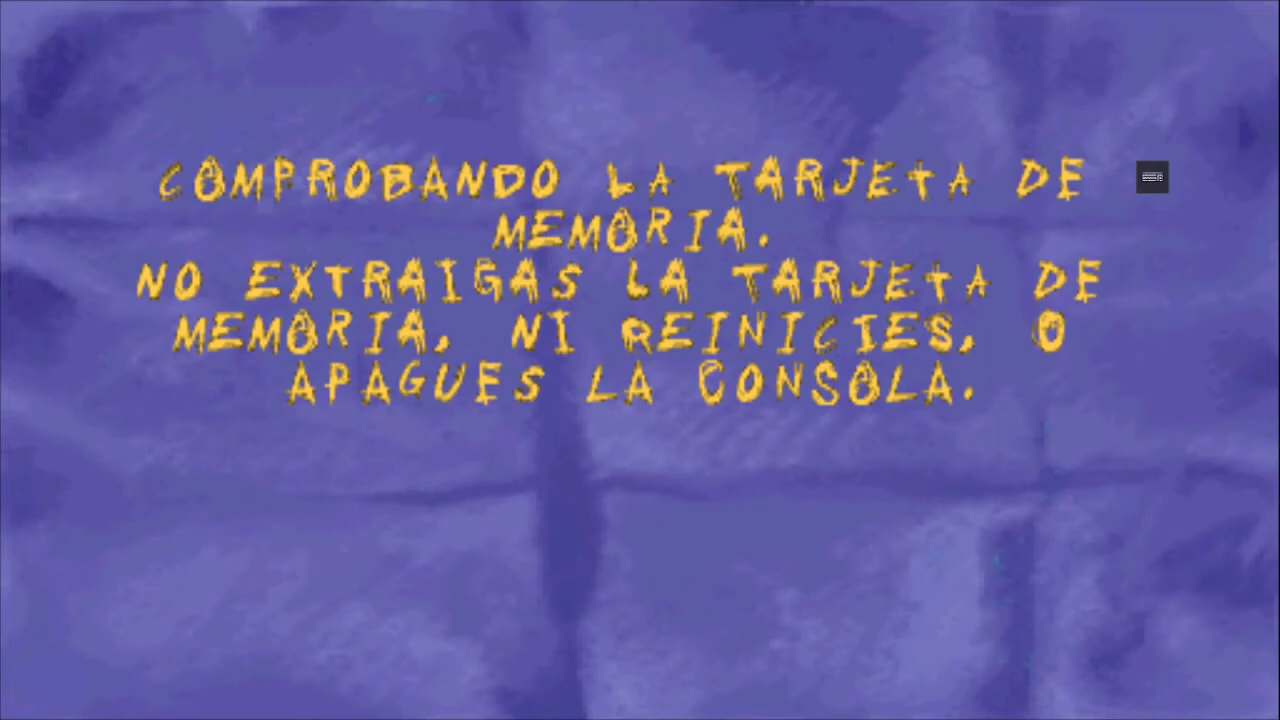 COMPROBANDO LA TARJETA DE
MEMORIA.
NO EXTRAIGAS LA TARJETA DE
MEMORIA, NI REINICIES, O
APAGUES LA CONSOLA.